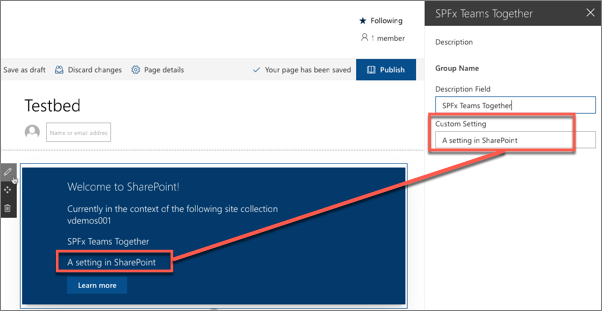 Following
1 member
Save as draft
Discard changes
Page details
Your page has been saved
Publish
Testbed
Name or email addres
Welcome to SharePoint!
Currently in the context of the following site collection
vdemos001
SPFx Teams Together
A setting in SharePoint
Learn more
SPFx Teams Together
Description
Group Name
Description Field
SPFx Teams Together
Custom Setting
A setting in SharePoint